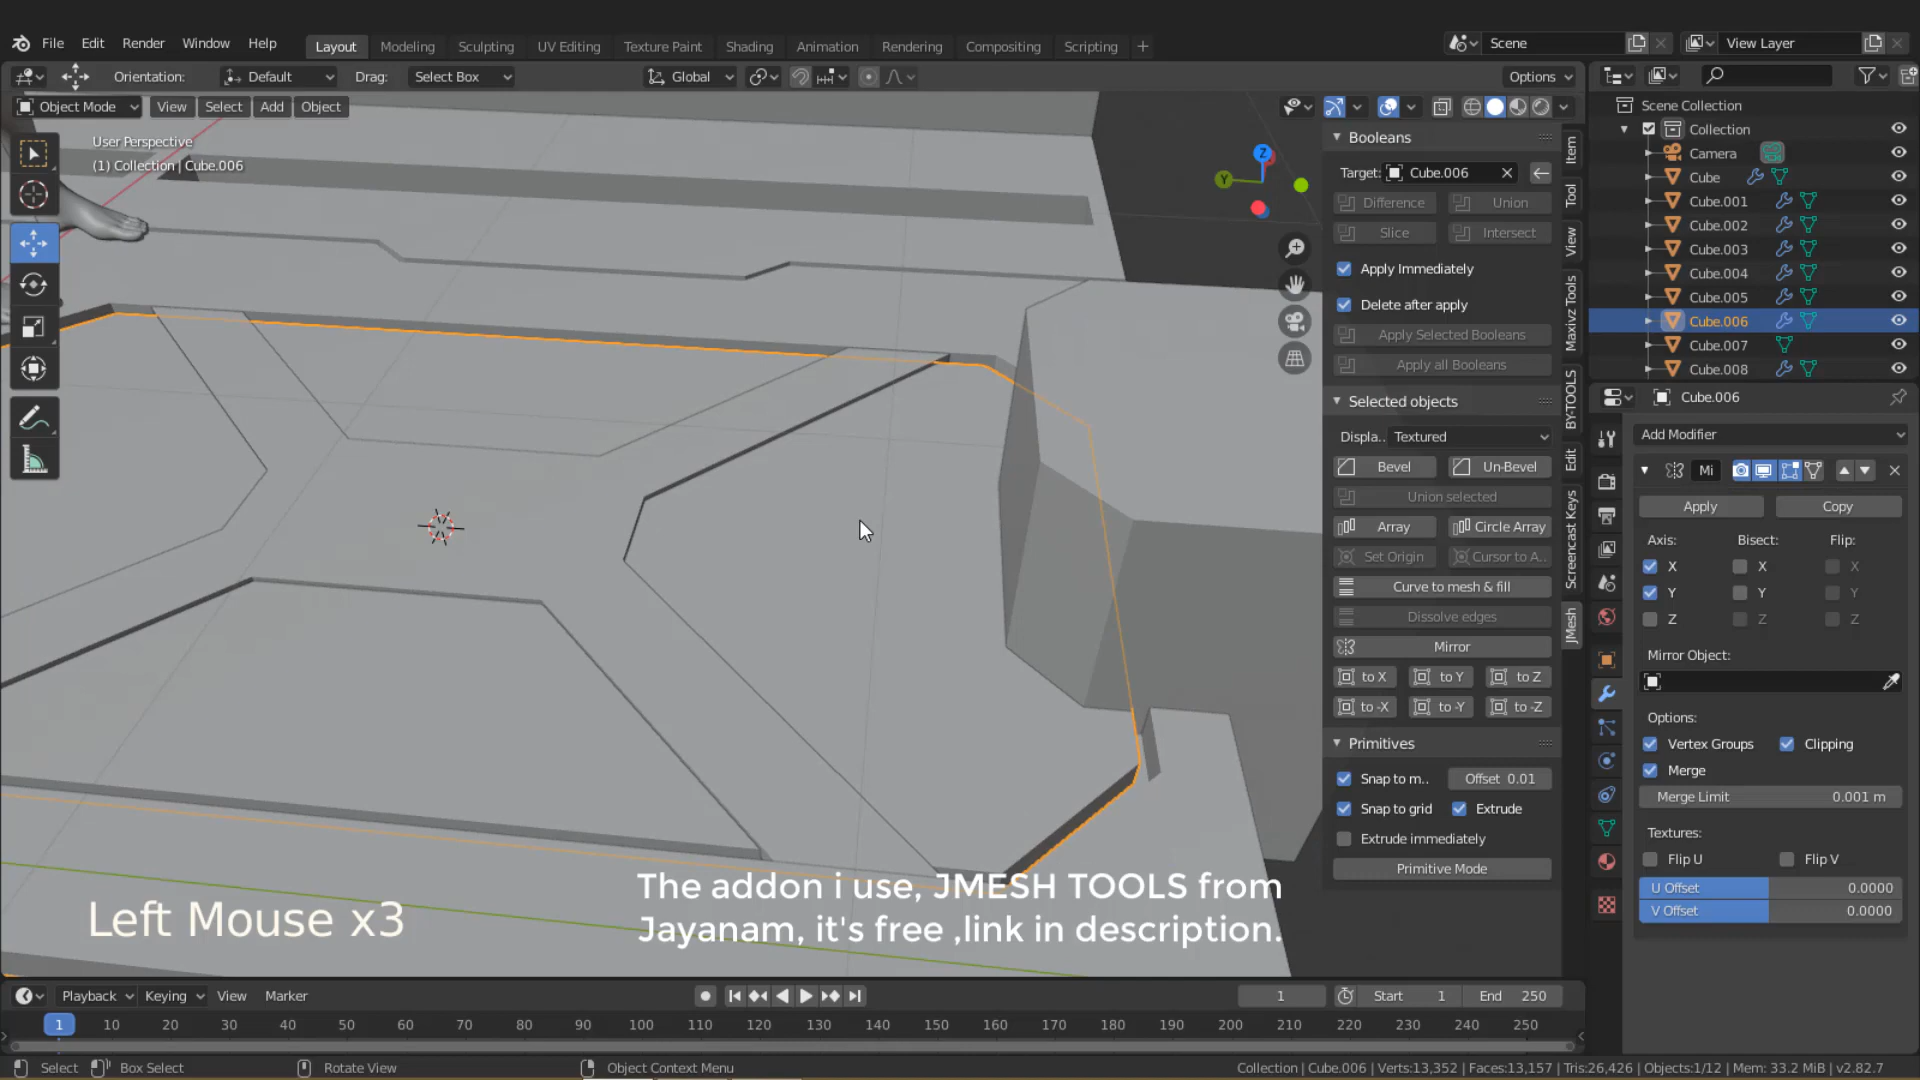 File Edit Render Window Help Layout Modeling Sculpting UV Editing Texture Paint Shading Animation Rendering Compositing Scripting + Scene View Layer
Orientation: Default Drag: Select Box Global Options
Object Mode View Select Add Object
User Perspective
(1) Collection | Cube.006
Booleans
Target: Cube.006
Difference Union
Slice Intersect
Apply Immediately
Delete after apply
Apply Selected Booleans
Apply all Booleans
Selected objects
Displa.. Textured
Bevel Un-Bevel
Union selected
Array Circle Array
Set Origin Cursor to A..
Curve to mesh & fill
Dissolve edges
Mirror
to X to Y to Z
to -X to -Y to -Z
Primitives
Snap to m.. Offset 0.01
Snap to grid Extrude
Extrude immediately
Primitive Mode
Item
Tool
View
Maxivz Tools
BY-TOOLS
Edit
Screencast Keys
JMesh
Z
Y
Scene Collection
Collection
Camera
Cube
Cube.001
Cube.002
Cube.003
Cube.004
Cube.005
Cube.006
Cube.007
Cube.008
Cube.006
Add Modifier
Mi
Apply Copy
Axis: Bisect: Flip:
X X X
Y Y Y
Z Z Z
Mirror Object:
Options:
Vertex Groups Clipping
Merge
Merge Limit 0.001 m
Textures:
Flip U Flip V
U Offset 0.0000
V Offset 0.0000
Left Mouse x3
The addon i use, JMESH TOOLS from
Jayanam, it's free ,link in description.
Playback Keying View Marker 1 Start 1 End 250
1 10 20 30 40 50 60 70 80 90 100 110 120 130 140 150 160 170 180 190 200 210 220 230 240 250
Select Box Select Rotate View Object Context Menu Collection | Cube.006 | Verts:13,352 | Faces:13,157 | Tris:26,426 | Objects:1/12 | Mem: 33.2 MiB | v2.82.7